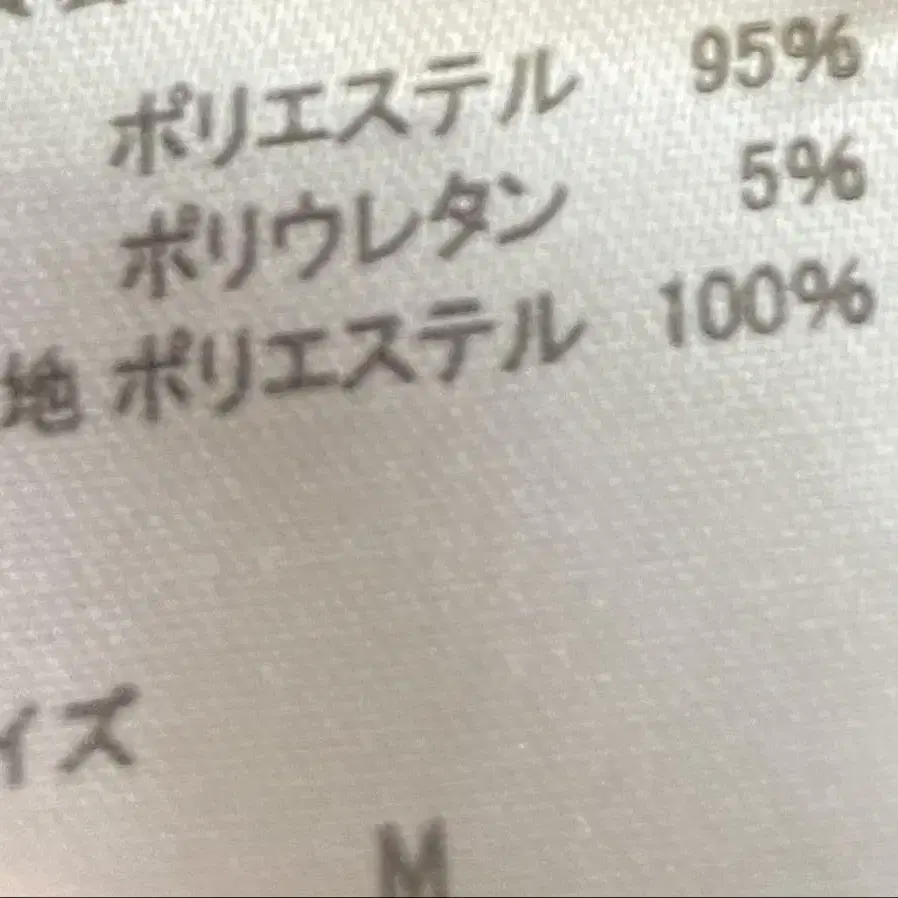 ポリエステル 95%
ポリウレタン 5%
地 ポリエステル 100%
イズ
M